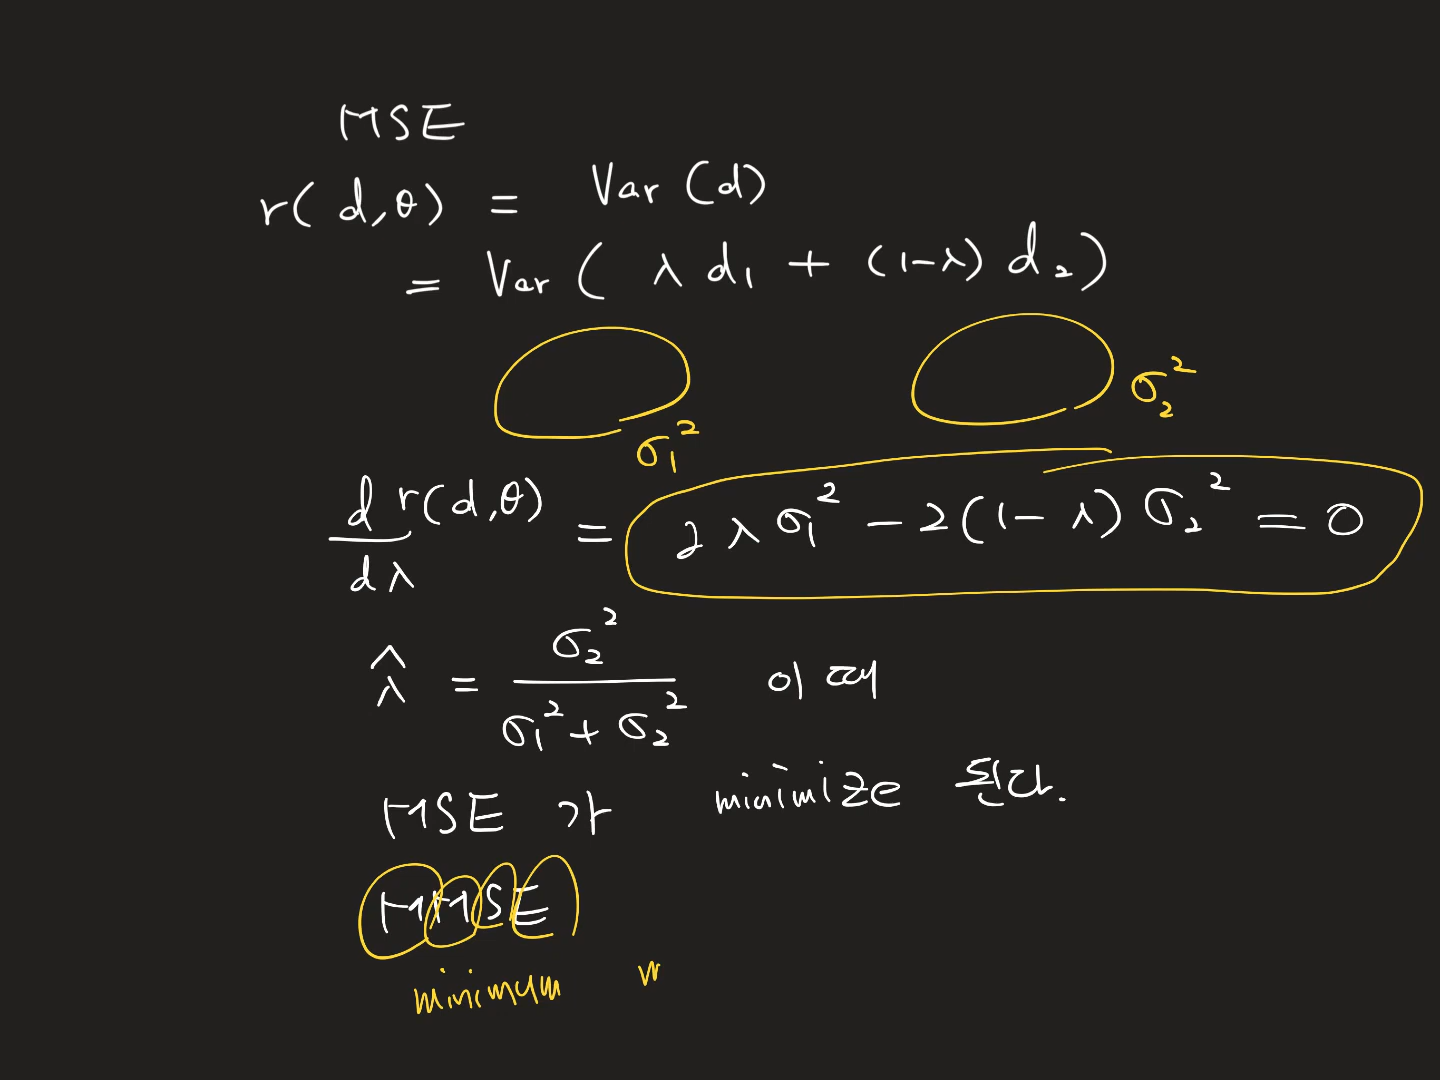 MSE
r(d,θ) = Var(d)
= Var(λd₁ + (1-λ)d₂)
σ₁² σ₂²
d/dλ r(d,θ) = 2λσ₁² - 2(1-λ)σ₂² = 0
λ̂ = σ₂² / (σ₁² + σ₂²) 이 때
MSE 가 minimize 된다.
MMSE
minimum